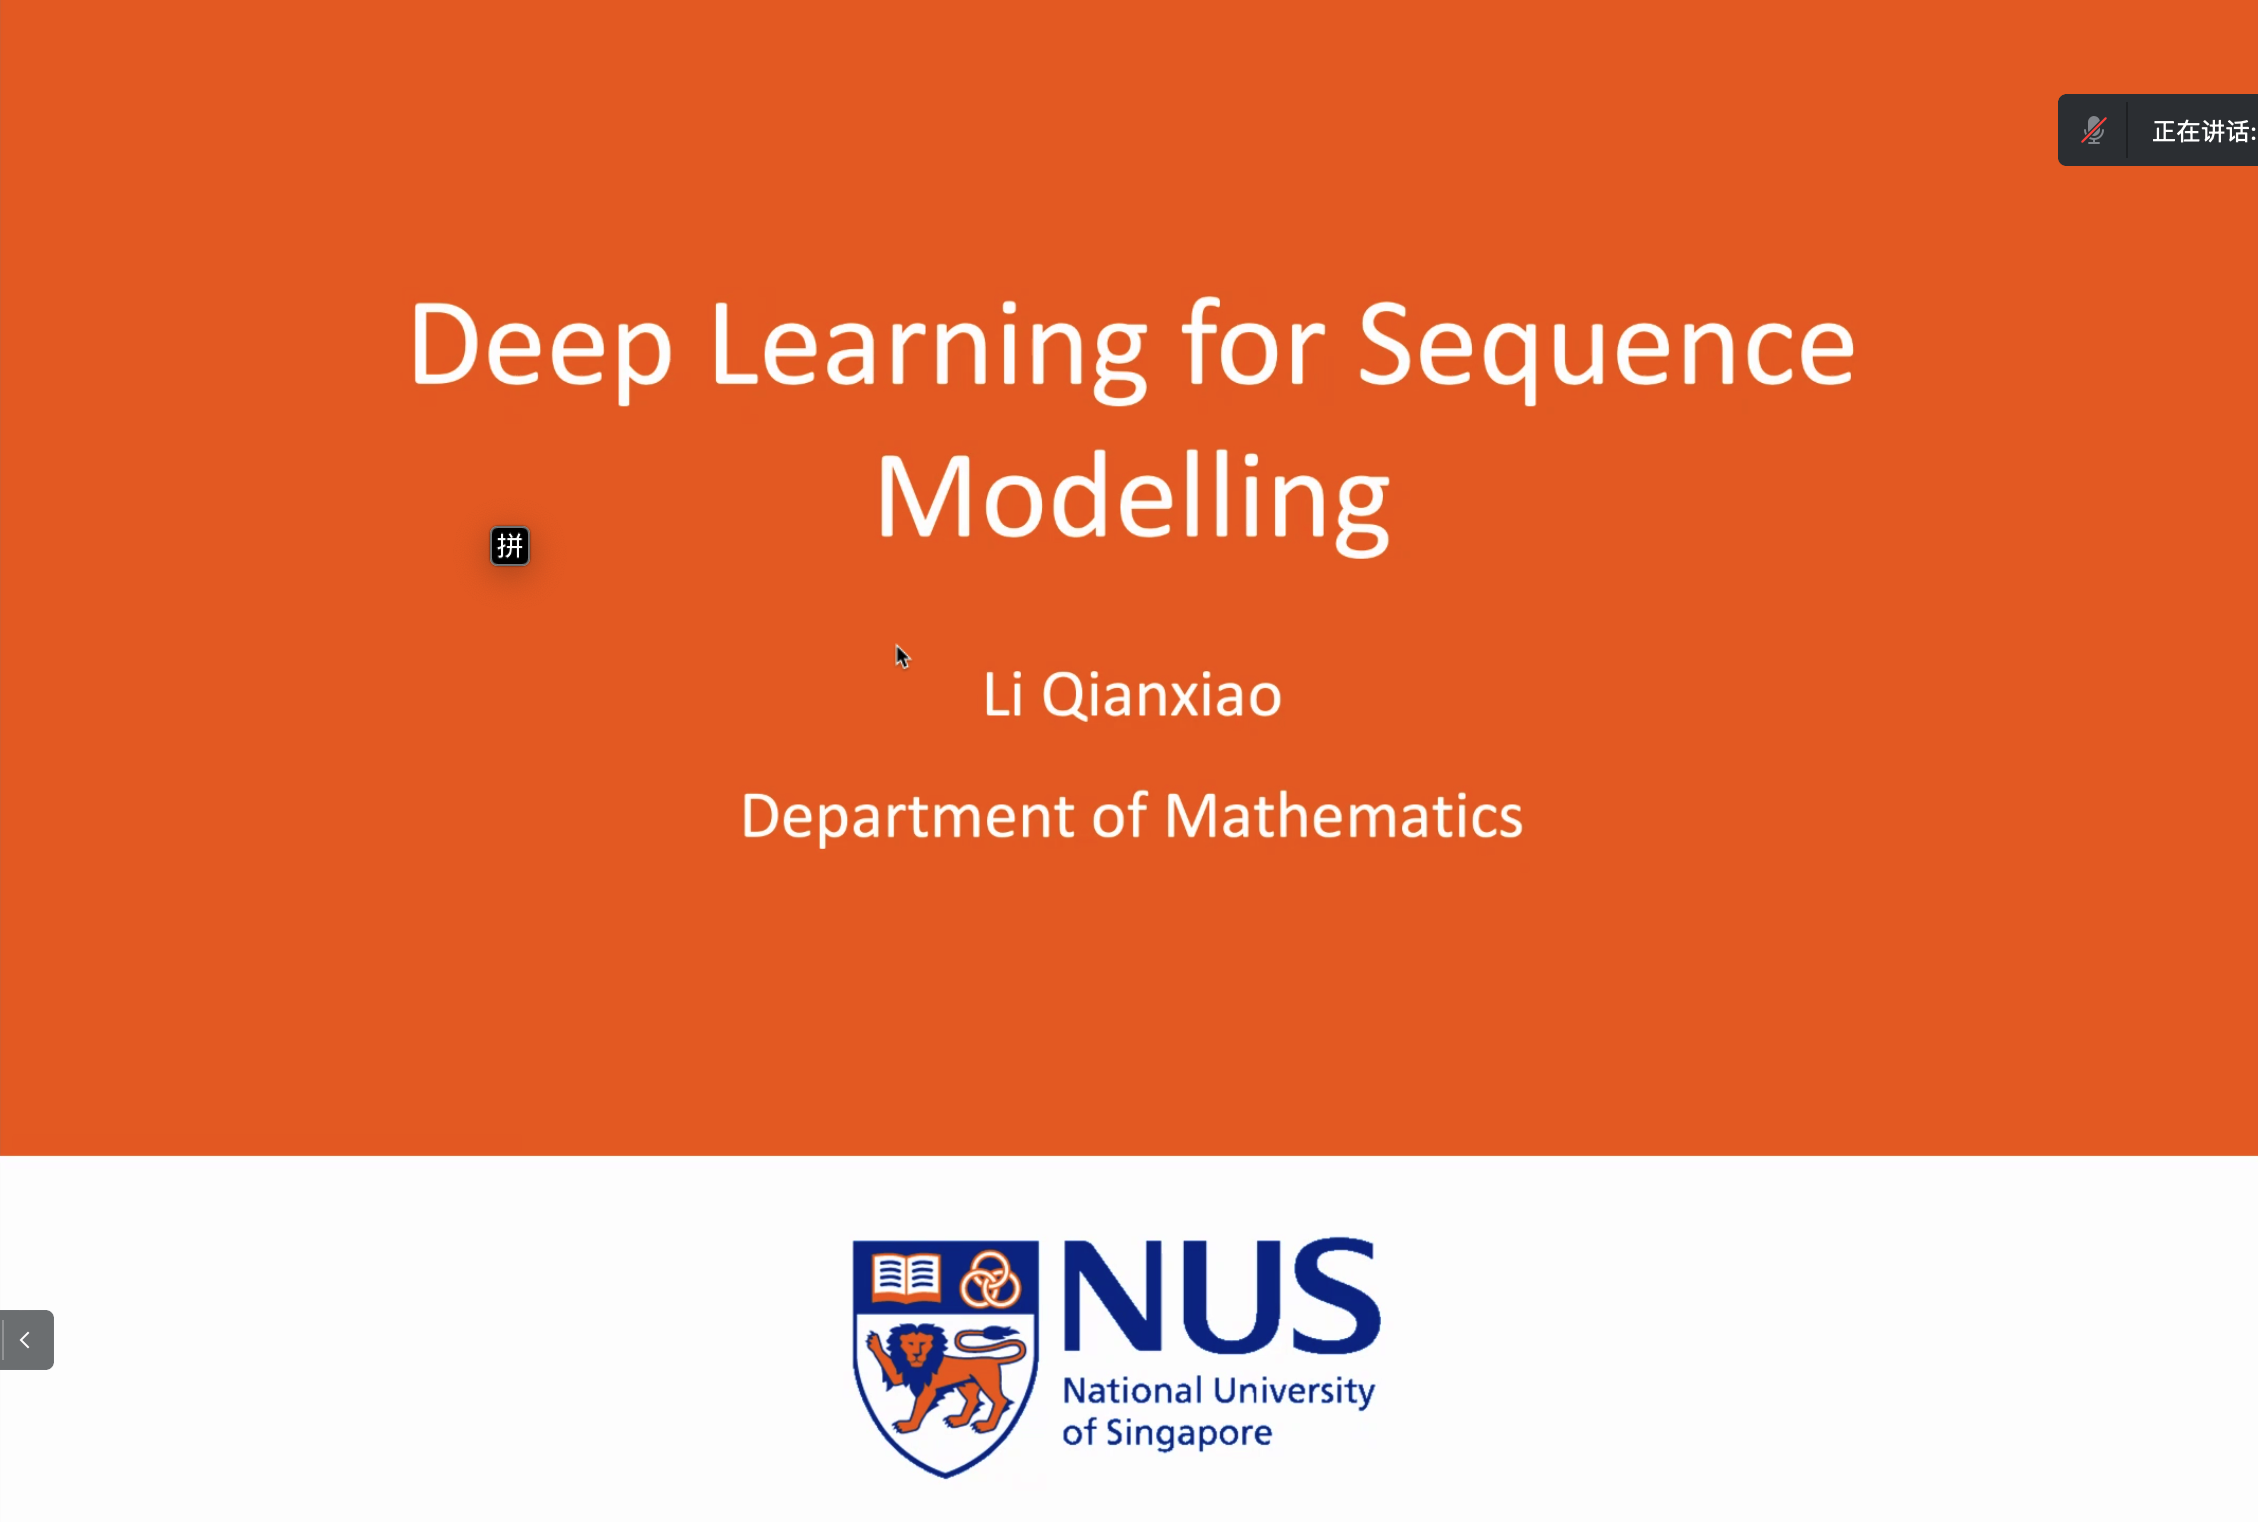 正在讲话:
Deep Learning for Sequence
Modelling
拼
Li Qianxiao
Department of Mathematics
NUS
National University
of Singapore